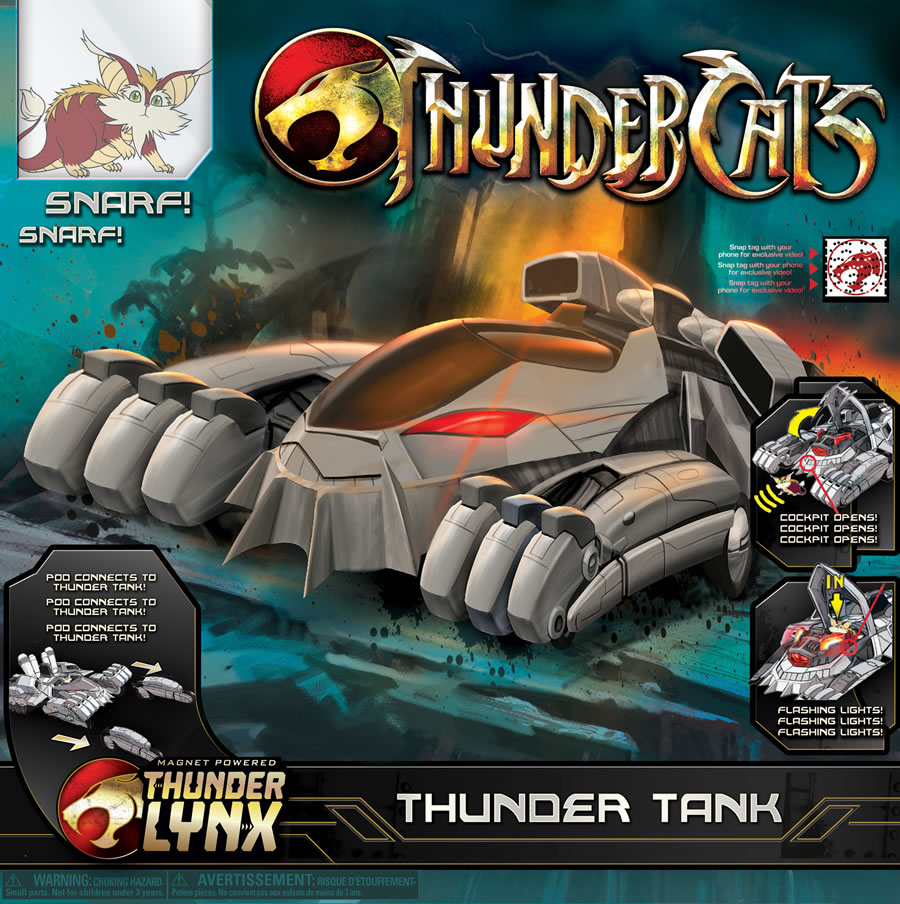 THUNDERCATS
SNARF!
SNARF!
Snap tag with your
phone for exclusive video!
Snap tag with your phone
for exclusive video!
Snap tag with your
phone for exclusive video!
COCKPIT OPENS!
COCKPIT OPENS!
COCKPIT OPENS!
POD CONNECTS TO
THUNDER TANK!
POD CONNECTS TO
THUNDER TANK!
POD CONNECTS TO
THUNDER TANK!
IN
FLASHING LIGHTS!
FLASHING LIGHTS!
FLASHING LIGHTS!
MAGNET POWERED
THUNDER
LYNX
THUNDER TANK
WARNING: CHOKING HAZARD-
Small parts. Not for children under 3 years.
AVERTISSEMENT: RISQUE D'ÉTOUFFEMENT-
Petites pièces. Ne convient pas aux enfants de moins de 3 ans.